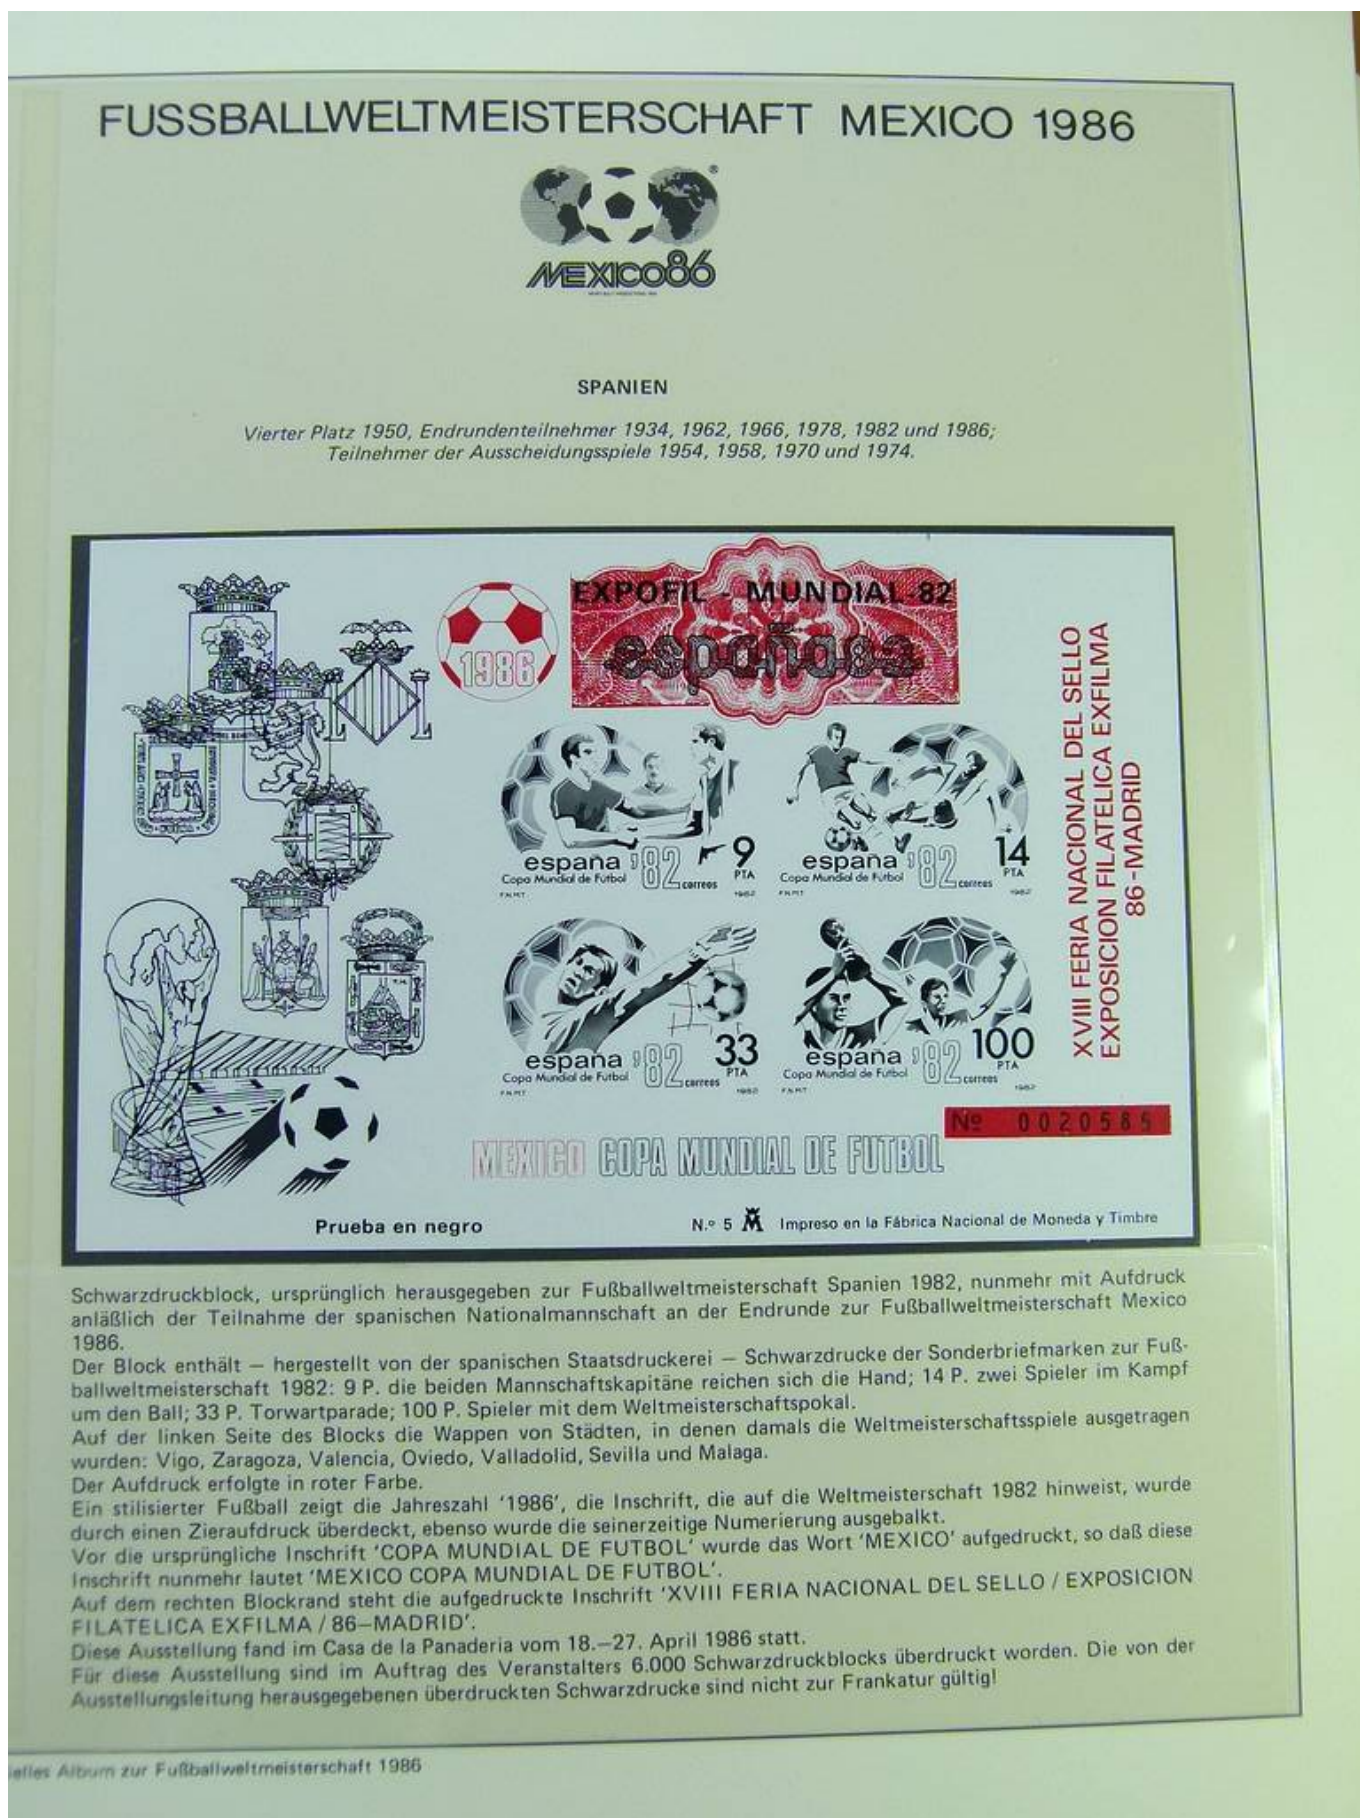 FUSSBALLWELTMEISTERSCHAFT MEXICO 1986
®
MEXICO86
SPANIEN
Vierter Platz 1950, Endrundenteilnehmer 1934, 1962, 1966, 1978, 1982 und 1986;
Teilnehmer der Ausscheidungsspiele 1954, 1958, 1970 und 1974.
EXPOFIL - MUNDIAL-82
españa82
1986
L L
XVIII FERIA NACIONAL DEL SELLO
EXPOSICION FILATELICA EXFILMA
86-MADRID
españa '82 9 PTA
Copa Mundial de Fútbol correos
F.N.M.T. 1982
españa '82 14 PTA
Copa Mundial de Fútbol correos
F.N.M.T. 1982
españa '82 33 PTA
Copa Mundial de Fútbol correos
F.N.M.T. 1982
españa '82 100 PTA
Copa Mundial de Fútbol correos
F.N.M.T. 1982
Nº 0020585
MEXICO COPA MUNDIAL DE FUTBOL
Prueba en negro
N.º 5 M Impreso en la Fábrica Nacional de Moneda y Timbre
Schwarzdruckblock, ursprünglich herausgegeben zur Fußballweltmeisterschaft Spanien 1982, nunmehr mit Aufdruck
anläßlich der Teilnahme der spanischen Nationalmannschaft an der Endrunde zur Fußballweltmeisterschaft Mexico
1986.
Der Block enthält — hergestellt von der spanischen Staatsdruckerei — Schwarzdrucke der Sonderbriefmarken zur Fuß-
ballweltmeisterschaft 1982: 9 P. die beiden Mannschaftskapitäne reichen sich die Hand; 14 P. zwei Spieler im Kampf
um den Ball; 33 P. Torwartparade; 100 P. Spieler mit dem Weltmeisterschaftspokal.
Auf der linken Seite des Blocks die Wappen von Städten, in denen damals die Weltmeisterschaftsspiele ausgetragen
wurden: Vigo, Zaragoza, Valencia, Oviedo, Valladolid, Sevilla und Malaga.
Der Aufdruck erfolgte in roter Farbe.
Ein stilisierter Fußball zeigt die Jahreszahl '1986', die Inschrift, die auf die Weltmeisterschaft 1982 hinweist, wurde
durch einen Zieraufdruck überdeckt, ebenso wurde die seinerzeitige Numerierung ausgebalkt.
Vor die ursprüngliche Inschrift 'COPA MUNDIAL DE FUTBOL' wurde das Wort 'MEXICO' aufgedruckt, so daß diese
Inschrift nunmehr lautet 'MEXICO COPA MUNDIAL DE FUTBOL'.
Auf dem rechten Blockrand steht die aufgedruckte Inschrift 'XVIII FERIA NACIONAL DEL SELLO / EXPOSICION
FILATELICA EXFILMA / 86—MADRID'.
Diese Ausstellung fand im Casa de la Panaderia vom 18.—27. April 1986 statt.
Für diese Ausstellung sind im Auftrag des Veranstalters 6.000 Schwarzdruckblocks überdruckt worden. Die von der
Ausstellungsleitung herausgegebenen überdruckten Schwarzdrucke sind nicht zur Frankatur gültig!
Album zur Fußballweltmeisterschaft 1986